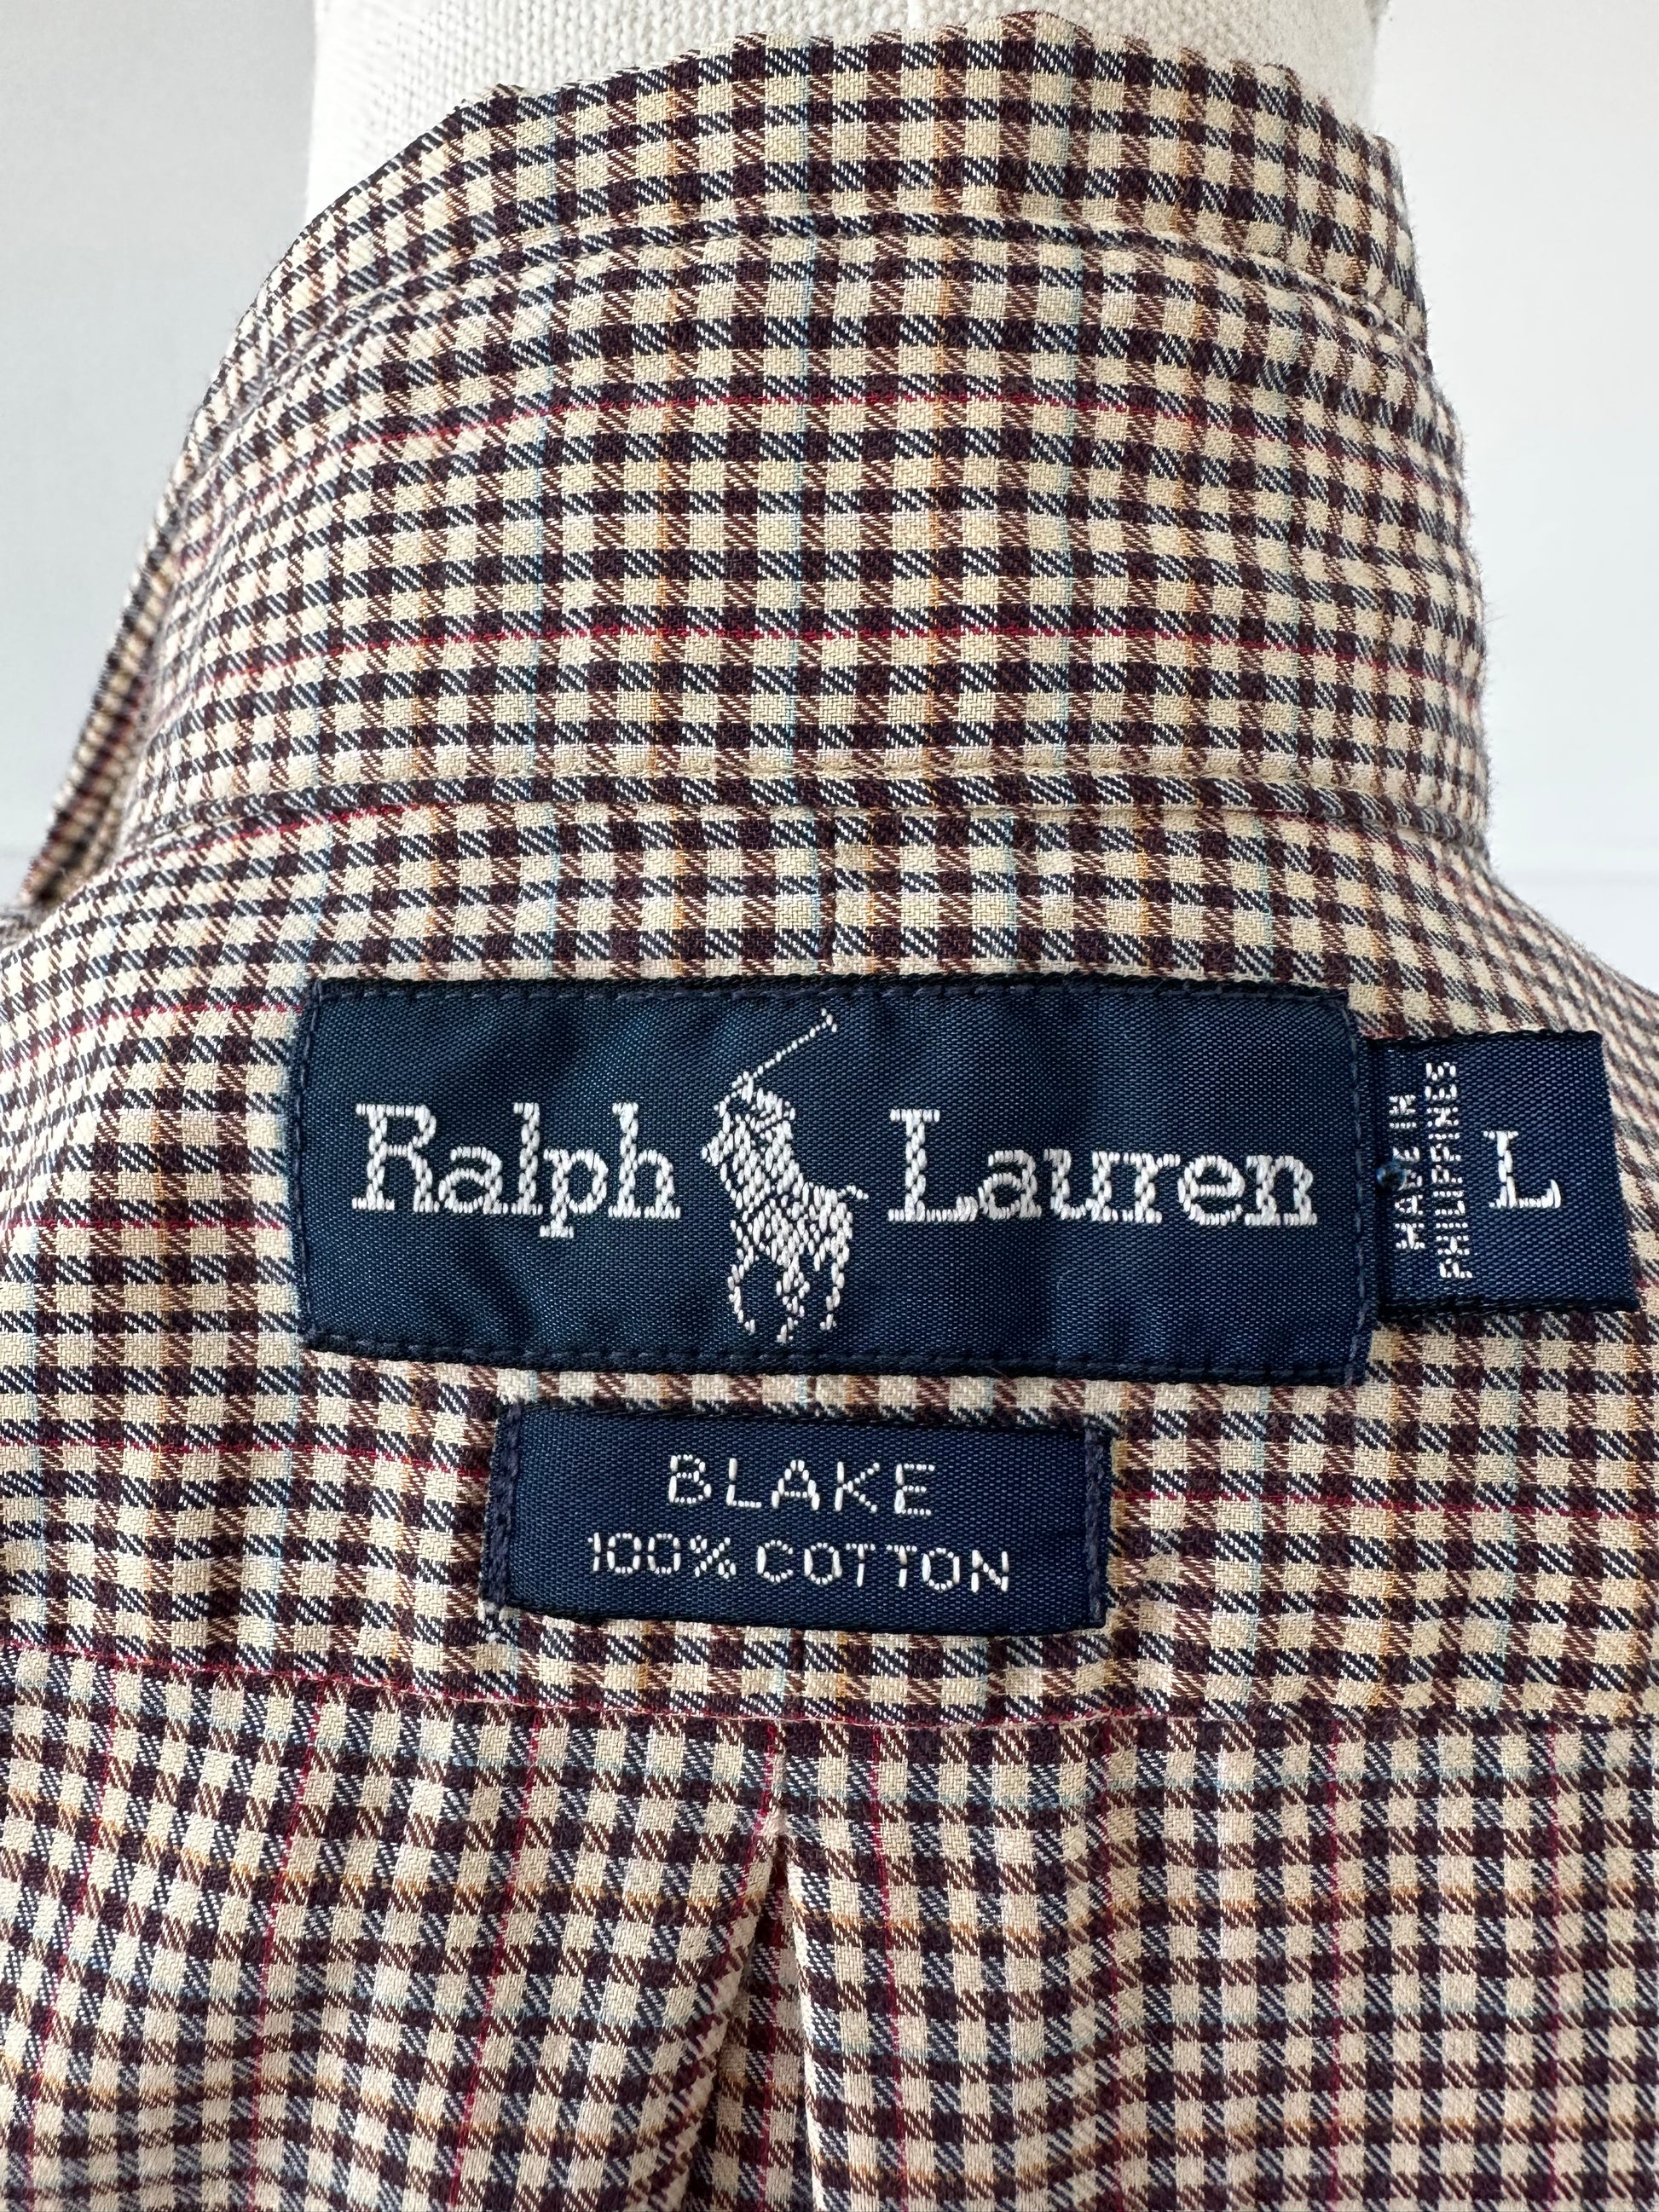 Ralph Lauren
MADE IN
PHILIPPINES
L
BLAKE
100% COTTON